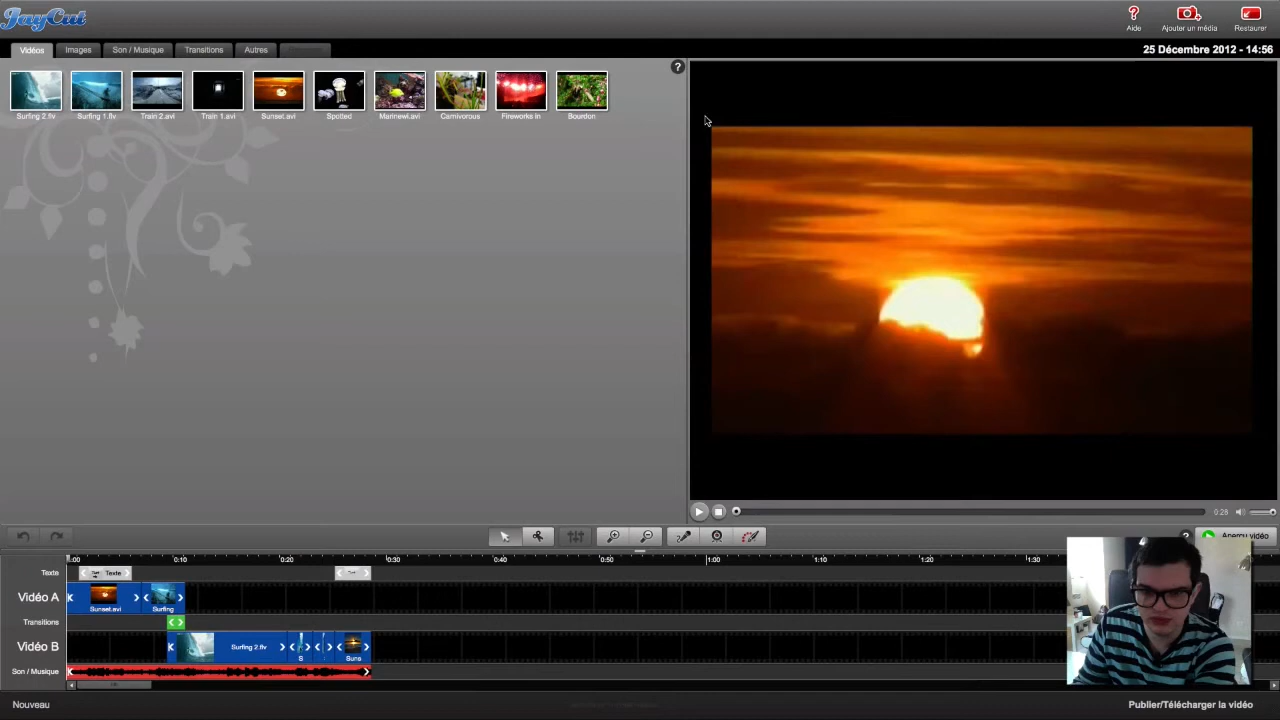 JayCut
Aide Ajouter un média Restaurer
Vidéos Images Son / Musique Transitions Autres
25 Décembre 2012 - 14:56
?
Surfing 2.flv Surfing 1.flv Train 2.avi Train 1.avi Sunset.avi Spotted Marinewi.avi Carnivorous Fireworks in Bourdon
0:28
? Aperçu vidéo
0:10 0:20 0:30 0:40 0:50 1:00 1:10 1:20 1:30
Texte Texte
Vidéo A Sunset.avi Surfing
Transitions
Vidéo B Surfing 2.flv S Suns
Son / Musique
Nouveau Publier/Télécharger la vidéo